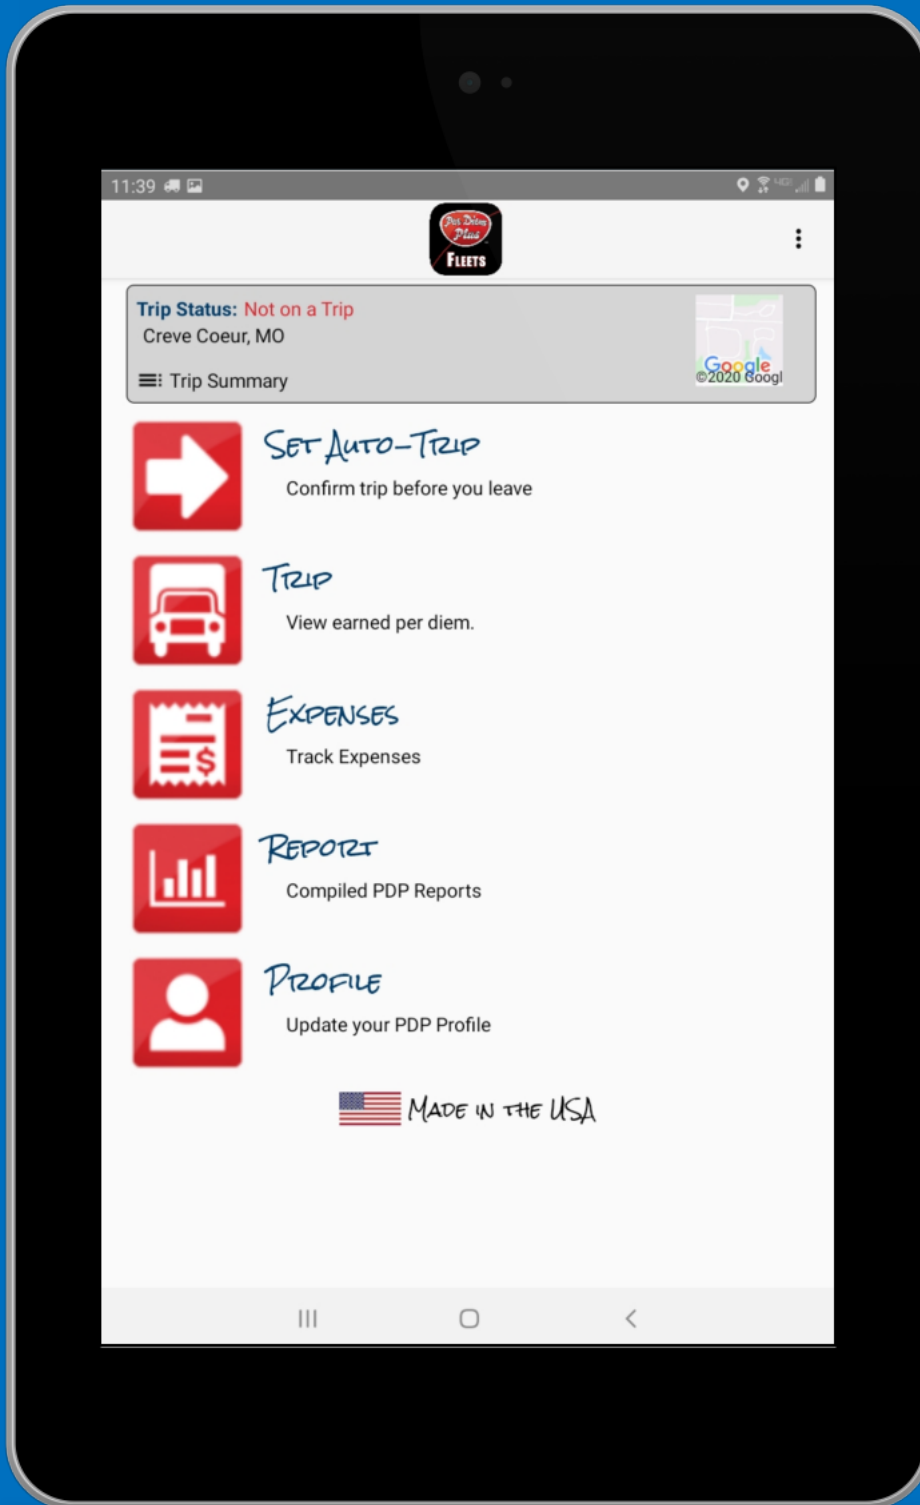 11:39
Per Diem
Plus
FLEETS
Trip Status: Not on a Trip
Creve Coeur, MO
Trip Summary
Google
©2020 Googl
SET AUTO-TRIP
Confirm trip before you leave
TRIP
View earned per diem.
EXPENSES
$
Track Expenses
REPORT
Compiled PDP Reports
PROFILE
Update your PDP Profile
MADE IN THE USA